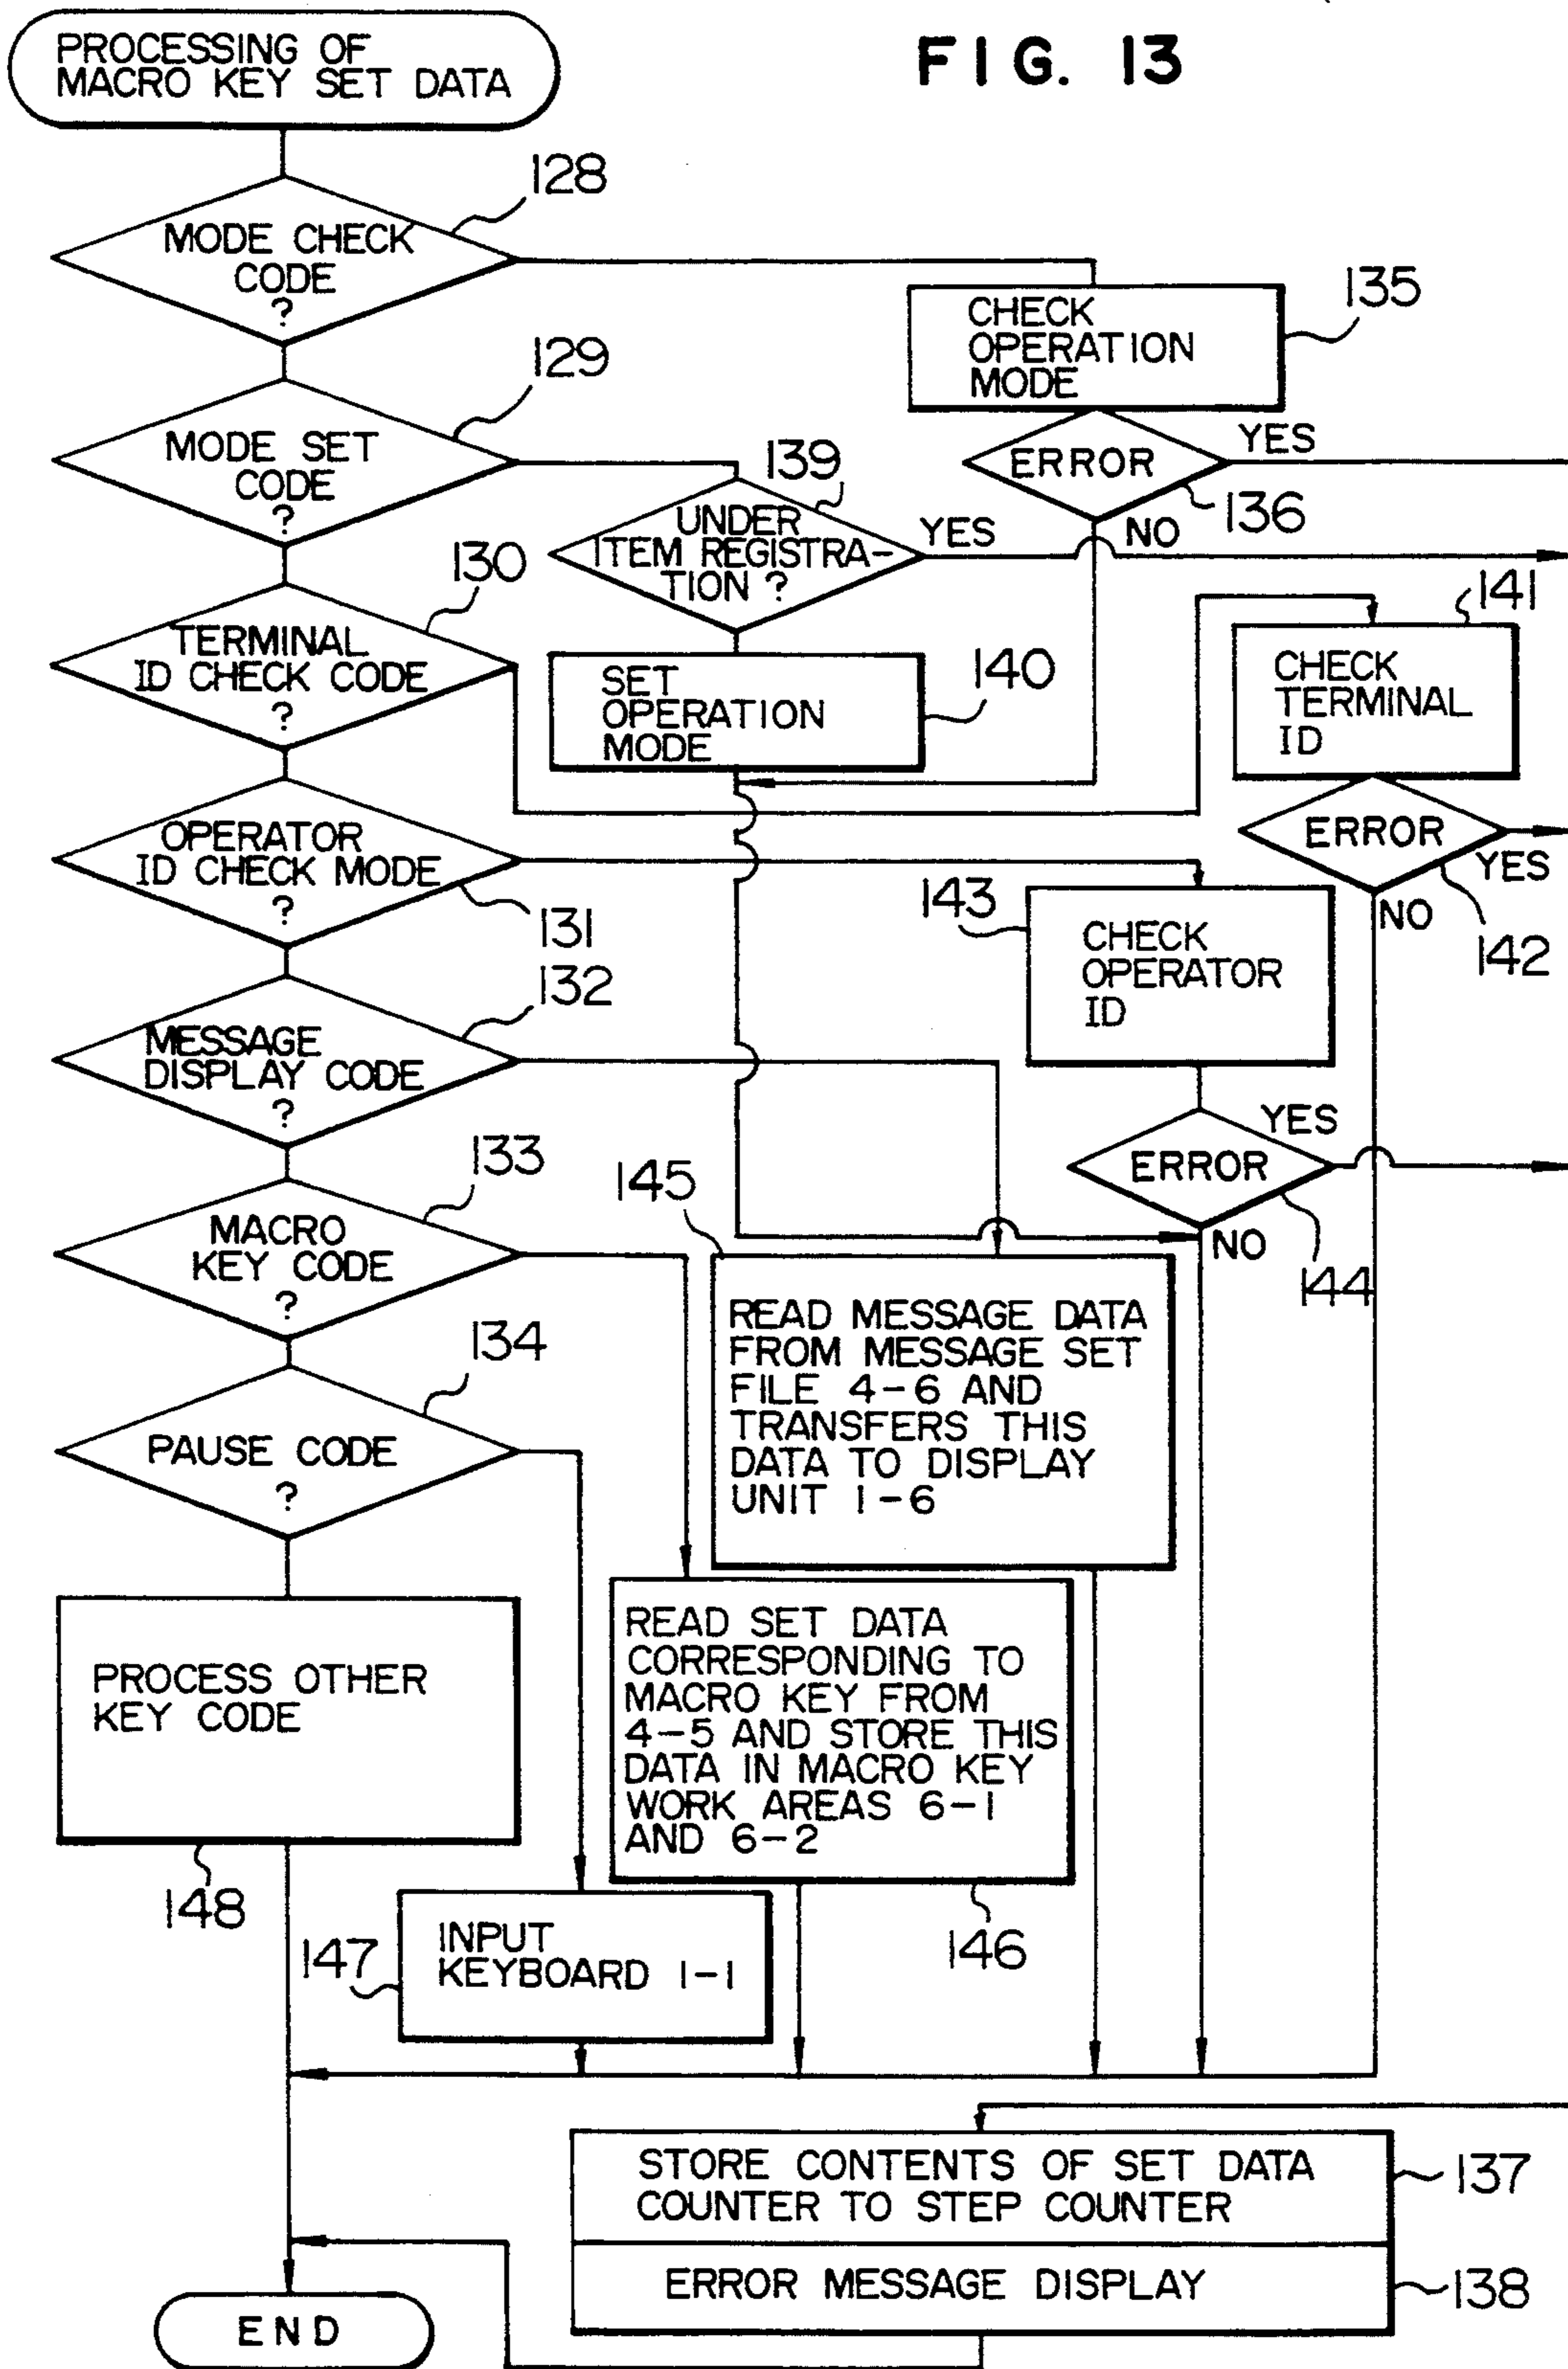 FIG. 13
PROCESSING OF
MACRO KEY SET DATA
128
MODE CHECK
CODE
?
135
CHECK
OPERATION
MODE
129
MODE SET
CODE
?
139
UNDER
ITEM REGISTRA-
TION ?
YES
ERROR
YES
136
NO
130
TERMINAL
ID CHECK CODE
?
SET
OPERATION
MODE
140
141
CHECK
TERMINAL
ID
ERROR
YES
NO
142
OPERATOR
ID CHECK MODE
?
131
143
CHECK
OPERATOR
ID
132
MESSAGE
DISPLAY CODE
?
YES
ERROR
NO
144
133
MACRO
KEY CODE
?
145
READ MESSAGE DATA
FROM MESSAGE SET
FILE 4-6 AND
TRANSFERS THIS
DATA TO DISPLAY
UNIT 1-6
134
PAUSE CODE
?
READ SET DATA
CORRESPONDING TO
MACRO KEY FROM
4-5 AND STORE THIS
DATA IN MACRO KEY
WORK AREAS 6-1
AND 6-2
146
PROCESS OTHER
KEY CODE
148
147
INPUT
KEYBOARD 1-1
STORE CONTENTS OF SET DATA
COUNTER TO STEP COUNTER
137
ERROR MESSAGE DISPLAY
138
END